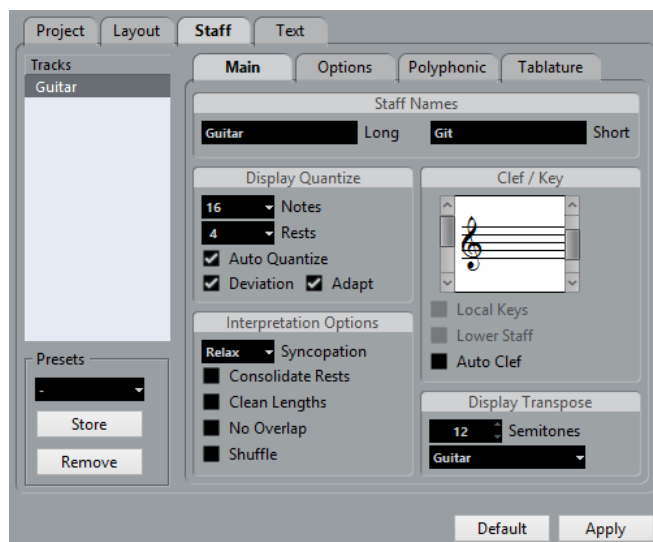 Project Layout Staff Text
Tracks
Guitar
Main Options Polyphonic Tablature
Staff Names
Guitar Long Git Short
Display Quantize
16 Notes
4 Rests
Auto Quantize
Deviation Adapt
Clef / Key
Local Keys
Lower Staff
Auto Clef
Interpretation Options
Relax Syncopation
Consolidate Rests
Clean Lengths
No Overlap
Shuffle
Display Transpose
12 Semitones
Guitar
Presets
-
Store
Remove
Default Apply